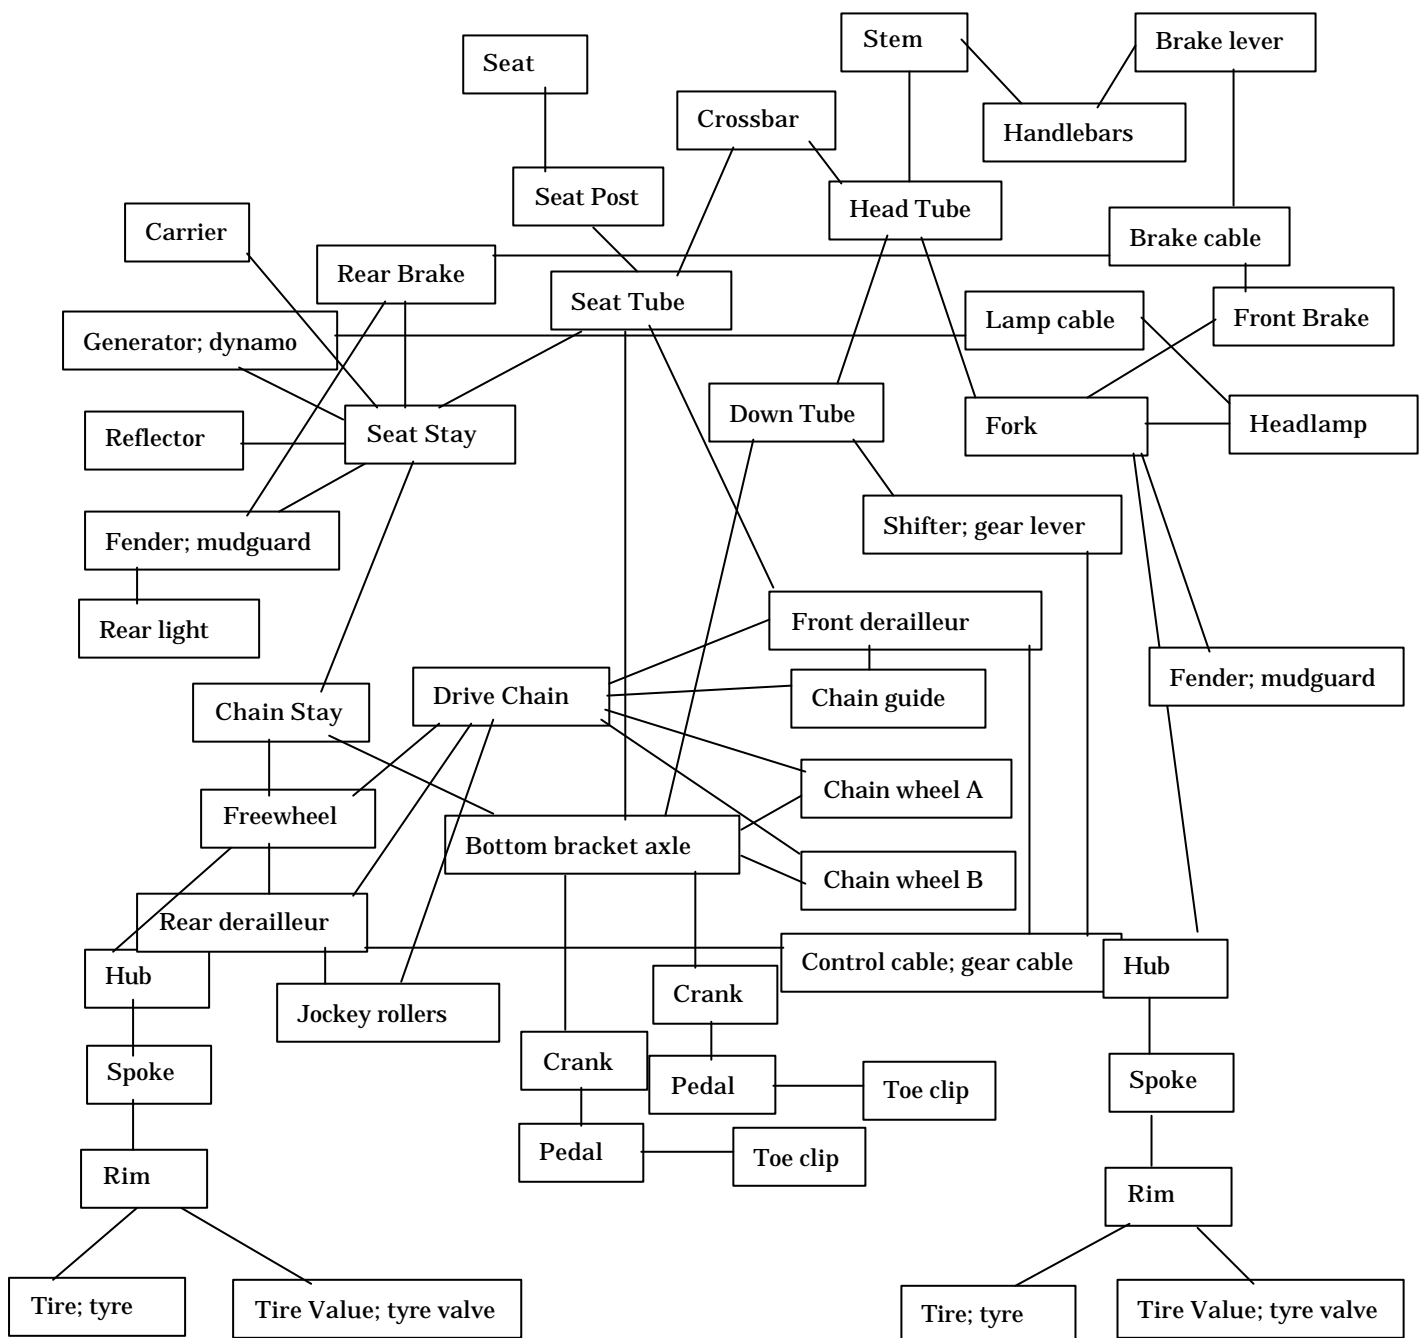 Stem
Brake lever
Seat
Crossbar
Handlebars
Seat Post
Head Tube
Carrier
Brake cable
Rear Brake
Seat Tube
Lamp cable
Front Brake
Generator; dynamo
Down Tube
Fork
Headlamp
Reflector
Seat Stay
Shifter; gear lever
Fender; mudguard
Rear light
Front derailleur
Fender; mudguard
Drive Chain
Chain guide
Chain Stay
Chain wheel A
Freewheel
Bottom bracket axle
Chain wheel B
Rear derailleur
Control cable; gear cable
Hub
Hub
Crank
Jockey rollers
Crank
Spoke
Pedal
Toe clip
Spoke
Pedal
Toe clip
Rim
Rim
Tire; tyre
Tire Value; tyre valve
Tire; tyre
Tire Value; tyre valve